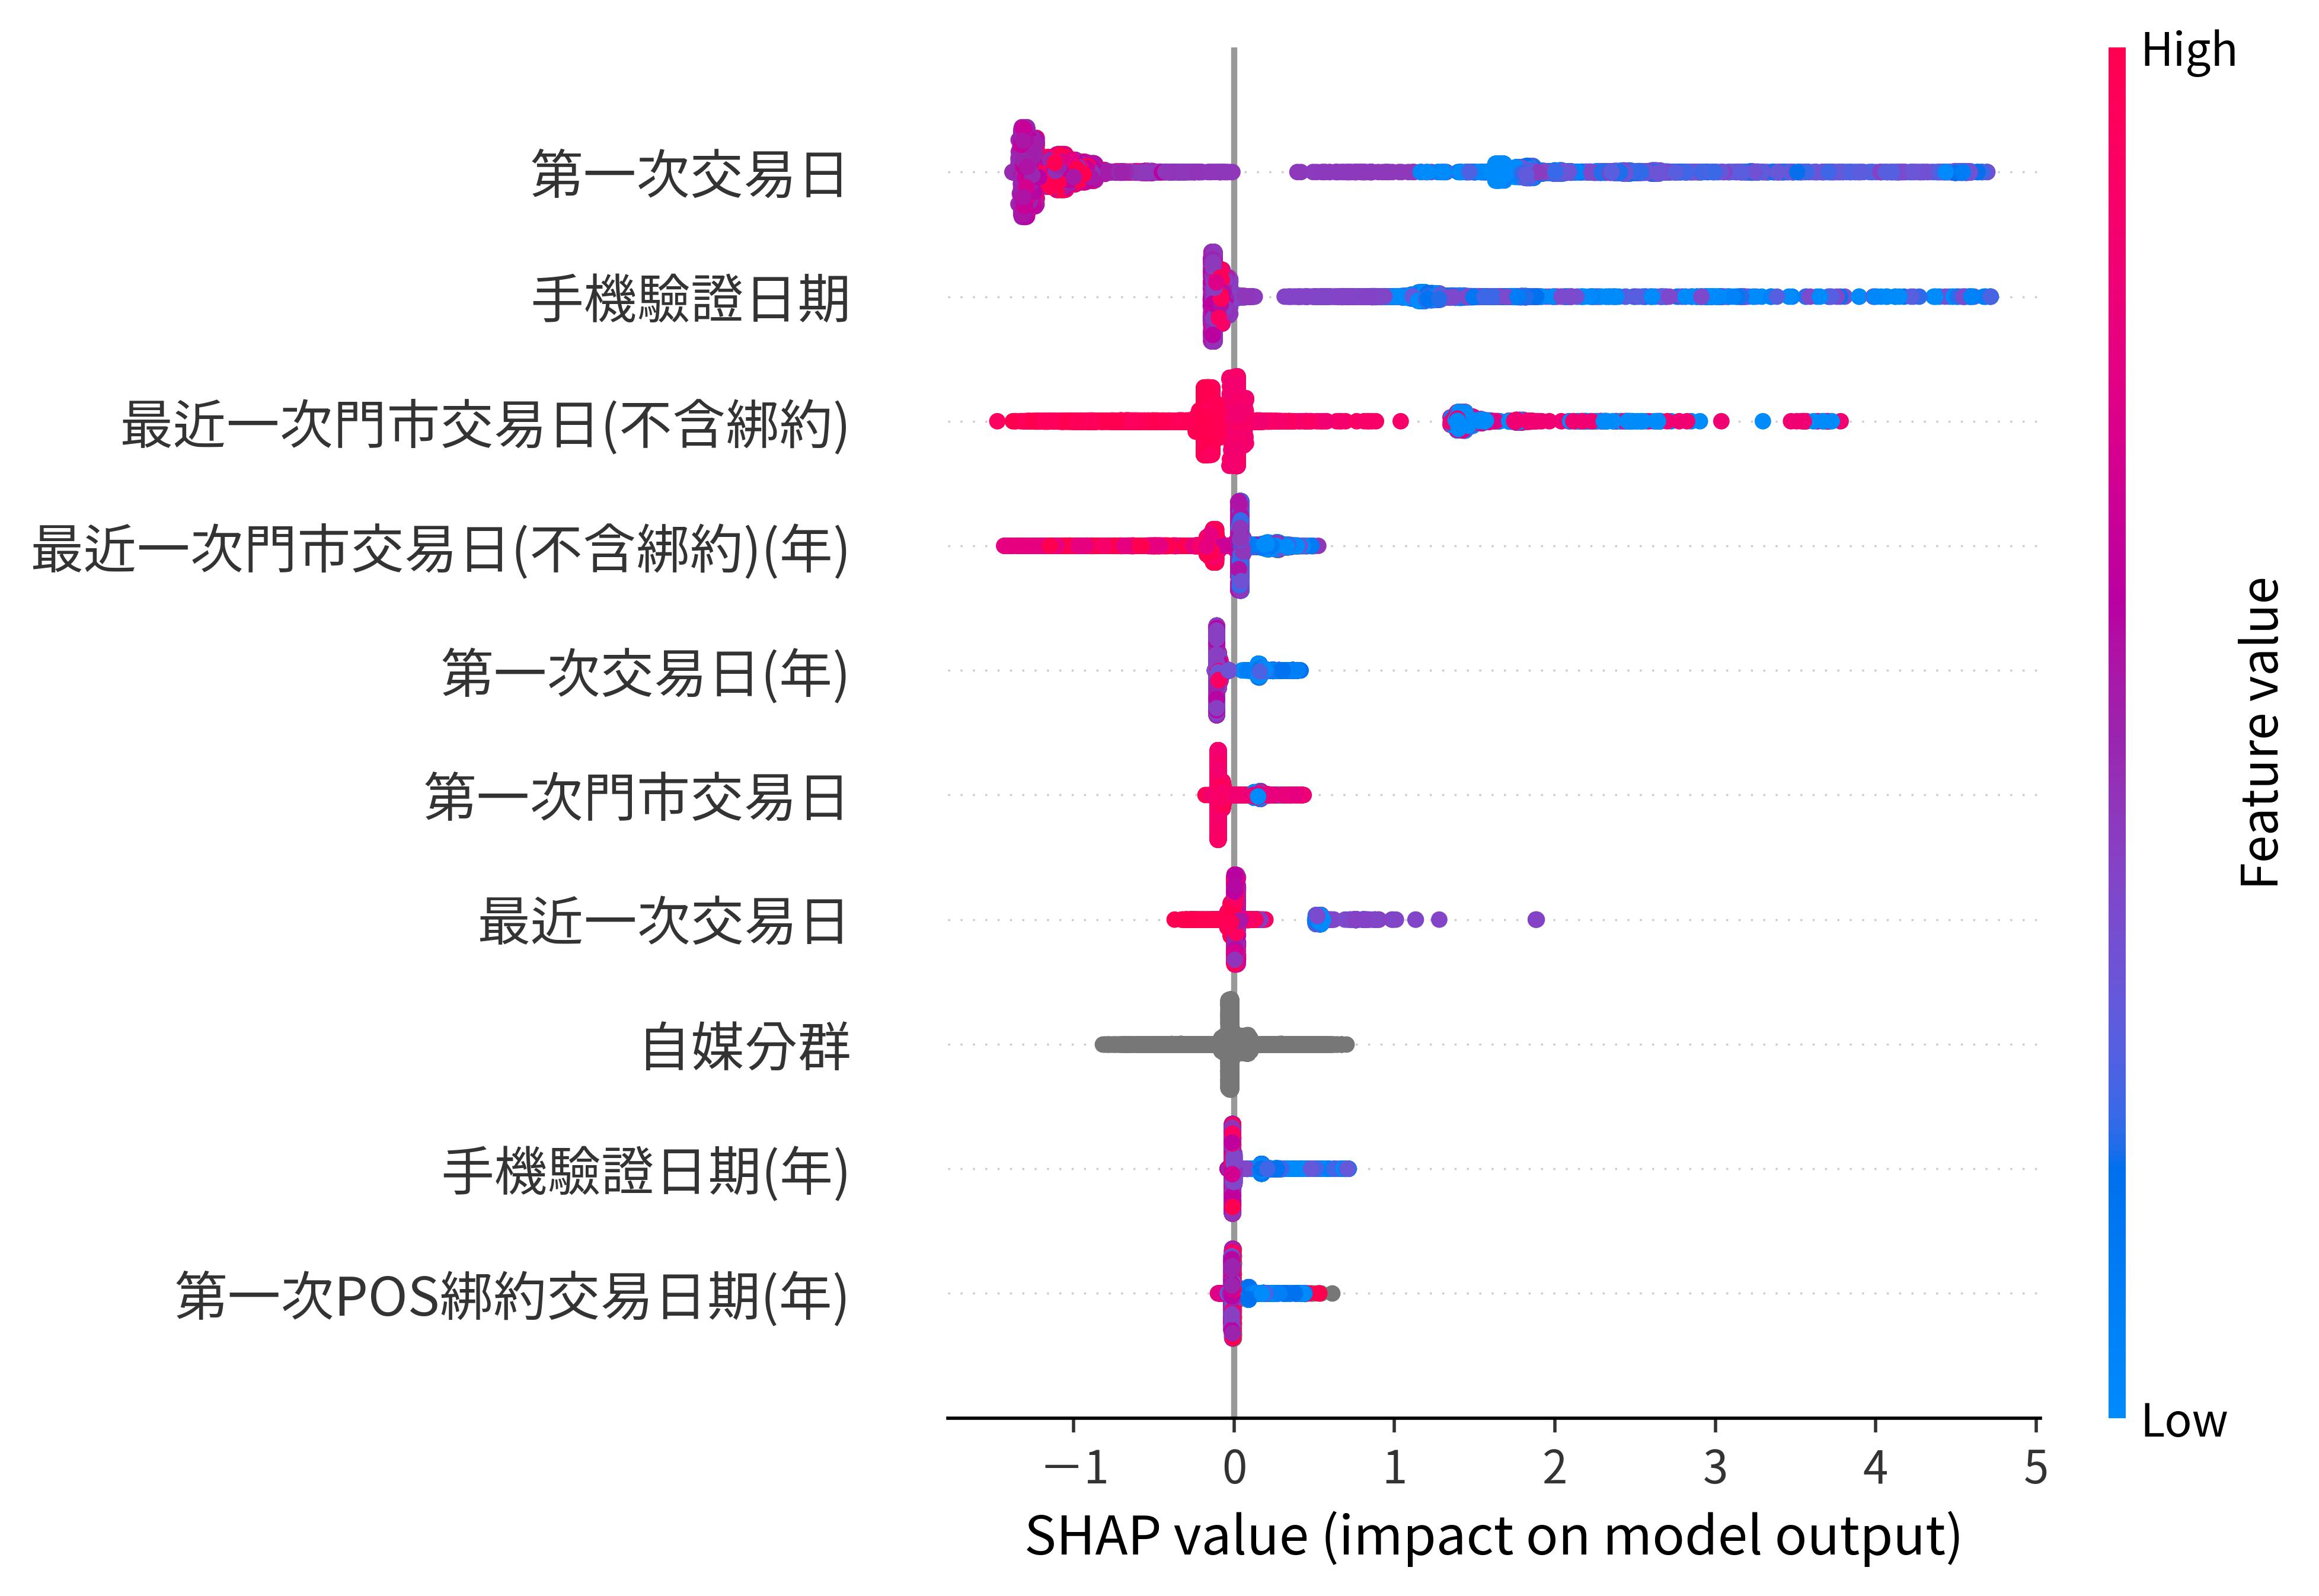 High
第一次交易日
手機驗證日期
最近一次門市交易日(不含綁約)
最近一次門市交易日(不含綁約)(年)
第一次交易日(年)
第一次門市交易日
最近一次交易日
自媒分群
手機驗證日期(年)
第一次POS綁約交易日期(年)
Feature value
Low
−1 0 1 2 3 4 5
SHAP value (impact on model output)